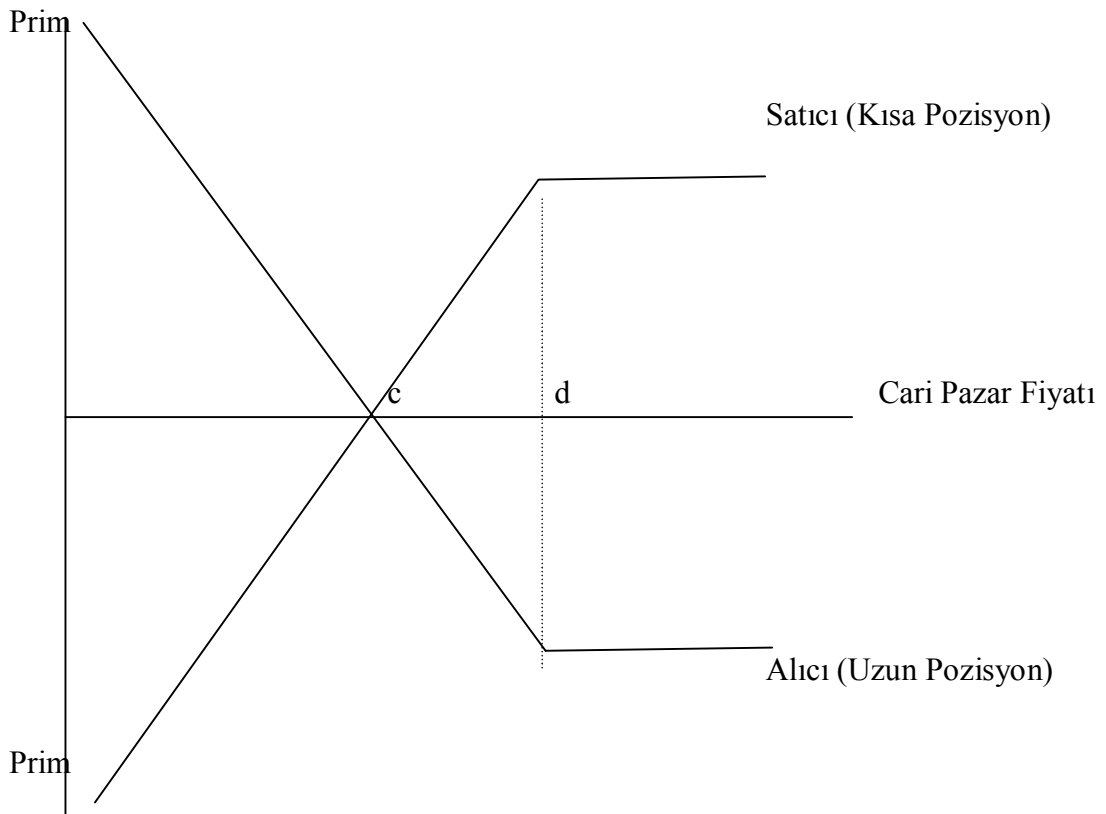 Prim
Satıcı (Kısa Pozisyon)
c
d
Cari Pazar Fiyatı
Alıcı (Uzun Pozisyon)
Prim